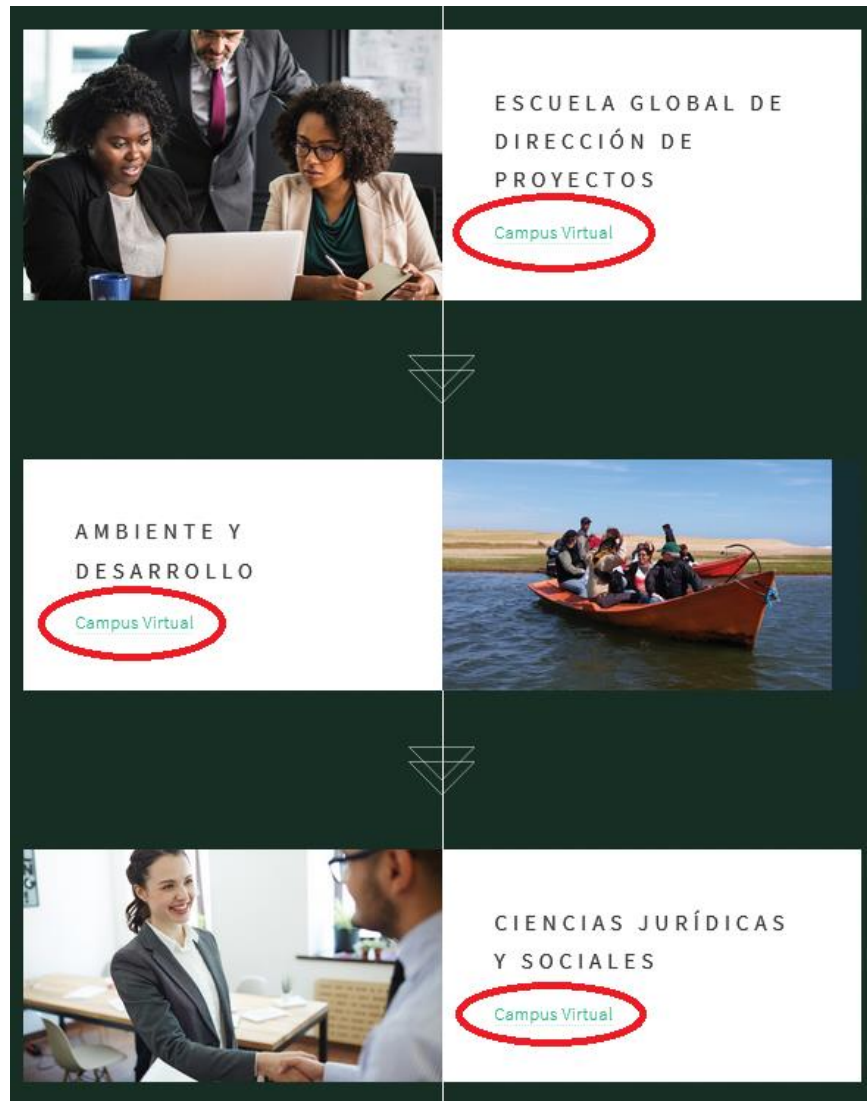 ESCUELA GLOBAL DE
DIRECCIÓN DE
PROYECTOS
Campus Virtual
AMBIENTE Y
DESARROLLO
Campus Virtual
CIENCIAS JURÍDICAS
Y SOCIALES
Campus Virtual